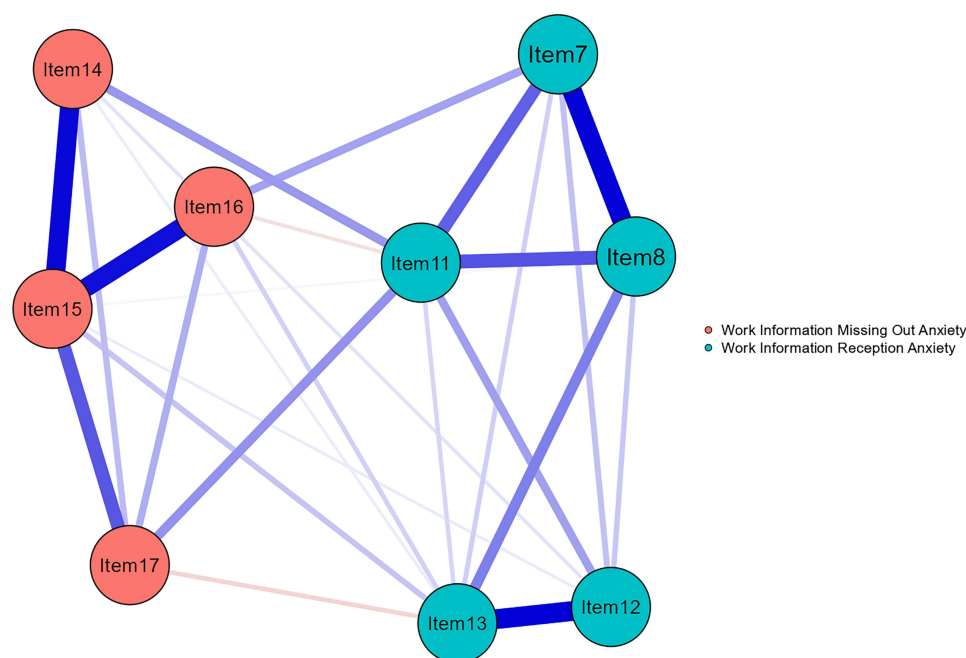 Item7
Item14
Item16
Item11
Item8
Item15
Work Information Missing Out Anxiety
Work Information Reception Anxiety
Item17
Item12
Item13